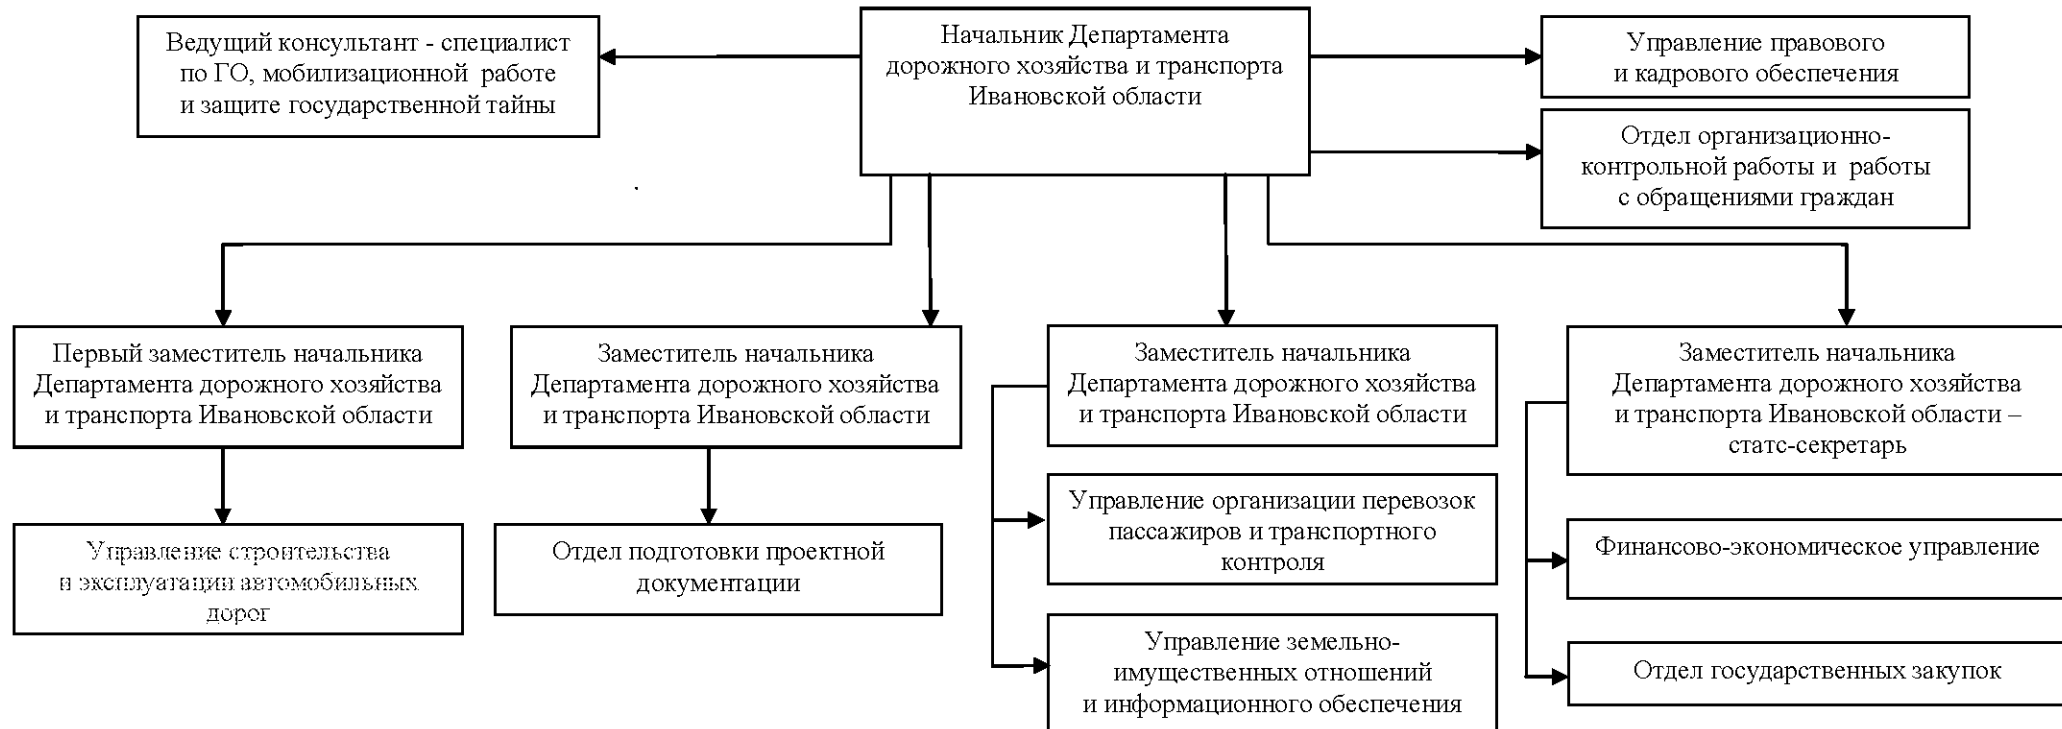 Ведущий консультант - специалист
по ГО, мобилизационной работе
и защите государственной тайны
Начальник Департамента
дорожного хозяйства и транспорта
Ивановской области
Управление правового
и кадрового обеспечения
Отдел организационно-
контрольной работы и работы
с обращениями граждан
Первый заместитель начальника
Департамента дорожного хозяйства
и транспорта Ивановской области
Заместитель начальника
Департамента дорожного хозяйства
и транспорта Ивановской области
Заместитель начальника
Департамента дорожного хозяйства
и транспорта Ивановской области
Заместитель начальника
Департамента дорожного хозяйства
и транспорта Ивановской области –
статс-секретарь
Управление строительства
и эксплуатации автомобильных
дорог
Отдел подготовки проектной
документации
Управление организации перевозок
пассажиров и транспортного
контроля
Управление земельно-
имущественных отношений
и информационного обеспечения
Финансово-экономическое управление
Отдел государственных закупок